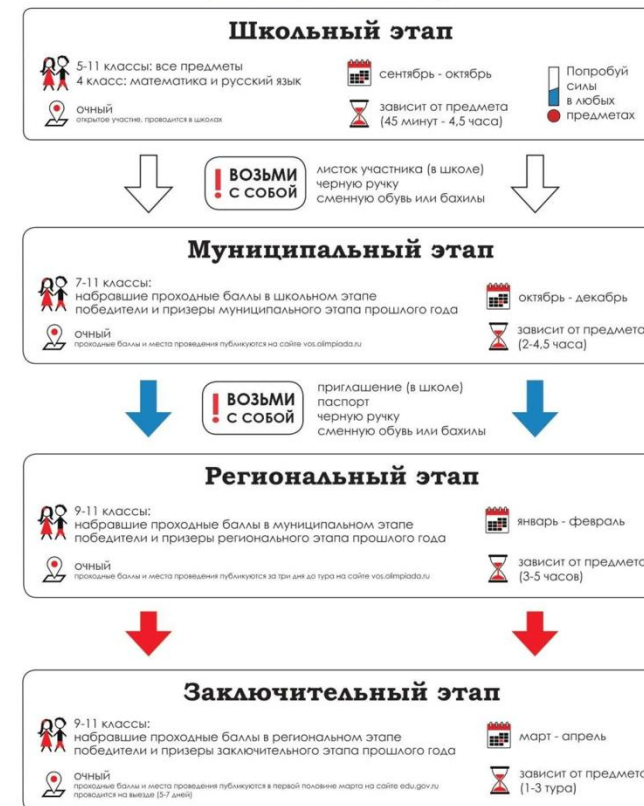 Школьный этап
5-11 классы: все предметы
4 класс: математика и русский язык
очный
открытое участие, проводится в школах
сентябрь - октябрь
зависит от предмета
(45 минут - 4,5 часа)
Попробуй
силы
в любых
предметах
! ВОЗЬМИ
С СОБОЙ
листок участника (в школе)
черную ручку
сменную обувь или бахилы
Муниципальный этап
7-11 классы:
набравшие проходные баллы в школьном этапе
победители и призеры муниципального этапа прошлого года
очный
проходные баллы и места проведения публикуются на сайте vos.olimpiada.ru
октябрь - декабрь
зависит от предмета
(2-4,5 часа)
! ВОЗЬМИ
С СОБОЙ
приглашение (в школе)
паспорт
черную ручку
сменную обувь или бахилы
Региональный этап
9-11 классы:
набравшие проходные баллы в муниципальном этапе
победители и призеры регионального этапа прошлого года
очный
проходные баллы и места проведения публикуются за три дня до тура на сайте vos.olimpiada.ru
январь - февраль
зависит от предмета
(3-5 часов)
Заключительный этап
9-11 классы:
набравшие проходные баллы в региональном этапе
победители и призеры заключительного этапа прошлого года
очный
проходные баллы и места проведения публикуются в первой половине марта на сайте edu.gov.ru
проводится на выезде (5-7 дней)
март - апрель
зависит от предмета
(1-3 тура)